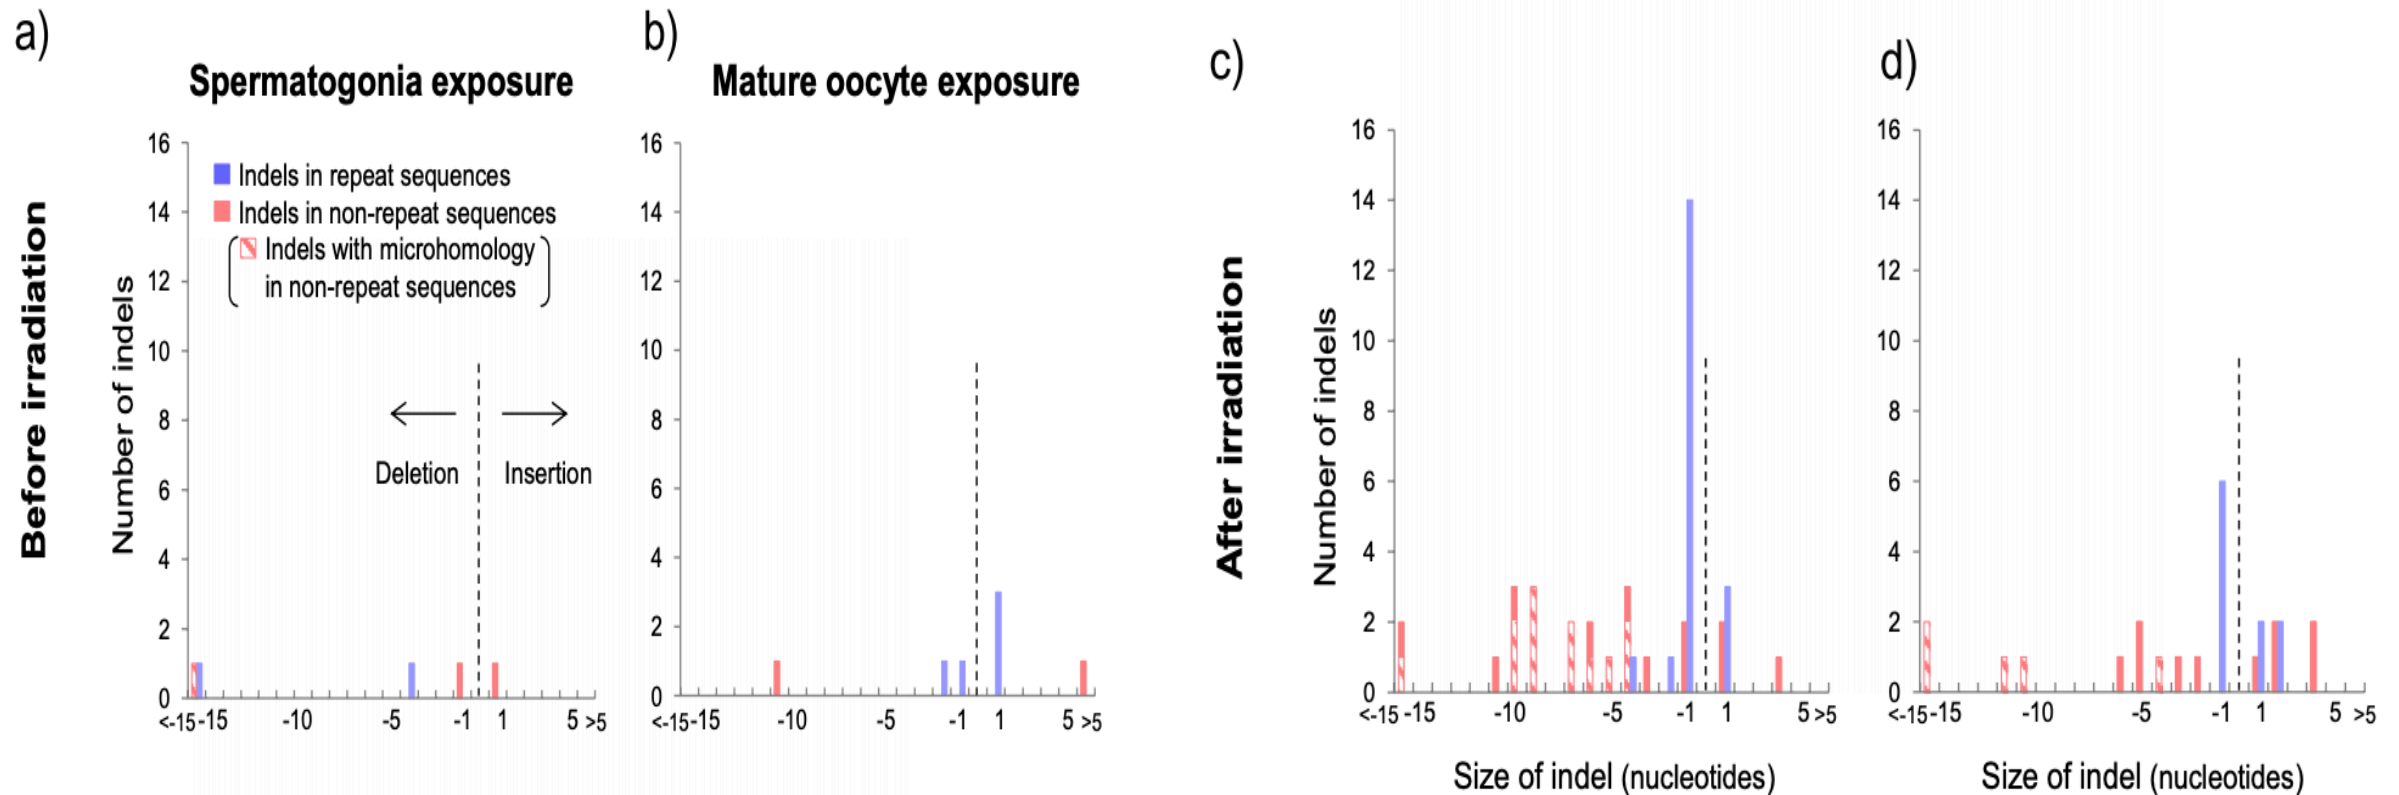 a)
b)
c)
d)
Spermatogonia exposure
Mature oocyte exposure
Before irradiation
Number of indels
16
14
12
10
8
6
4
2
0
Indels in repeat sequences
Indels in non-repeat sequences
Indels with microhomology
in non-repeat sequences
Deletion
Insertion
<-15 -15 -10 -5 -1 1 5 >5
16
14
12
10
8
6
4
2
0
<-15 -15 -10 -5 -1 1 5 >5
After irradiation
Number of indels
16
14
12
10
8
6
4
2
0
<-15 -15 -10 -5 -1 1 5 >5
Size of indel (nucleotides)
16
14
12
10
8
6
4
2
0
<-15 -15 -10 -5 -1 1 5 >5
Size of indel (nucleotides)